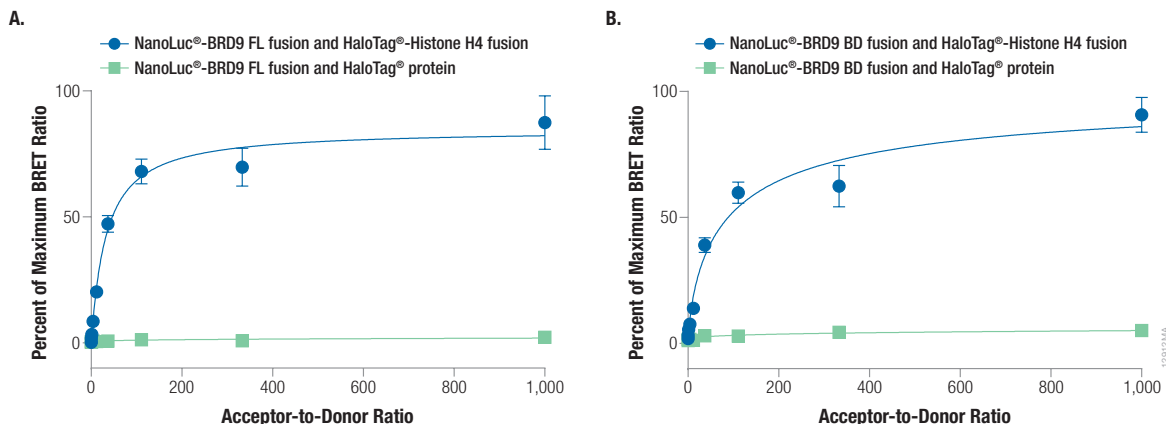 A.
NanoLuc®-BRD9 FL fusion and HaloTag®-Histone H4 fusion
NanoLuc®-BRD9 FL fusion and HaloTag® protein
Percent of Maximum BRET Ratio
100
50
0
0
200
400
600
800
1,000
Acceptor-to-Donor Ratio
B.
NanoLuc®-BRD9 BD fusion and HaloTag®-Histone H4 fusion
NanoLuc®-BRD9 BD fusion and HaloTag® protein
Percent of Maximum BRET Ratio
100
50
0
0
200
400
600
800
1,000
Acceptor-to-Donor Ratio
13913MA